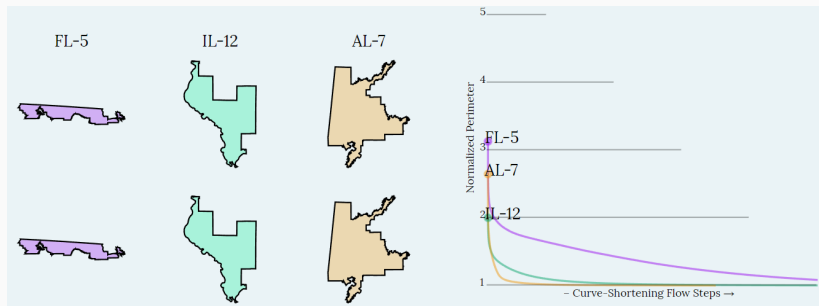 FL-5
IL-12
AL-7
5
4
3
2
1
Normalized Perimeter
FL-5
AL-7
IL-12
– Curve-Shortening Flow Steps →